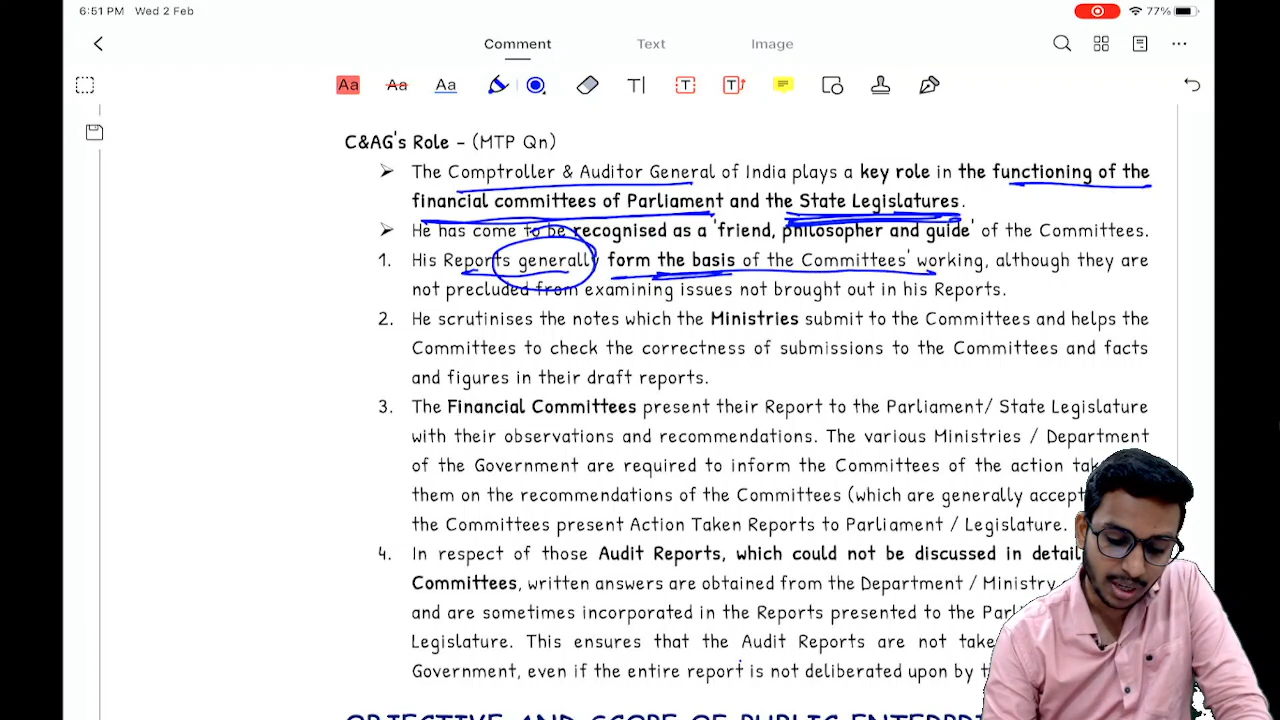 6:51 PM Wed 2 Feb
77%
Comment Text Image
Aa Aa Aa T T T
C&AG's Role – (MTP Qn)
➤ The Comptroller & Auditor General of India plays a key role in the functioning of the
financial committees of Parliament and the State Legislatures.
➤ He has come to be recognised as a 'friend, philosopher and guide' of the Committees.
1. His Reports generally form the basis of the Committees' working, although they are
not precluded from examining issues not brought out in his Reports.
2. He scrutinises the notes which the Ministries submit to the Committees and helps the
Committees to check the correctness of submissions to the Committees and facts
and figures in their draft reports.
3. The Financial Committees present their Report to the Parliament/ State Legislature
with their observations and recommendations. The various Ministries / Department
of the Government are required to inform the Committees of the action
them on the recommendations of the Committees (which are generally
the Committees present Action Taken Reports to Parliament / Legislature.
4. In respect of those Audit Reports, which could not be discussed in
Committees, written answers are obtained from the Department / Ministry
and are sometimes incorporated in the Reports presented to the
Legislature. This ensures that the Audit Reports are not
Government, even if the entire report is not deliberated upon by
OBJECTIVE AND SCOPE OF PUBLIC